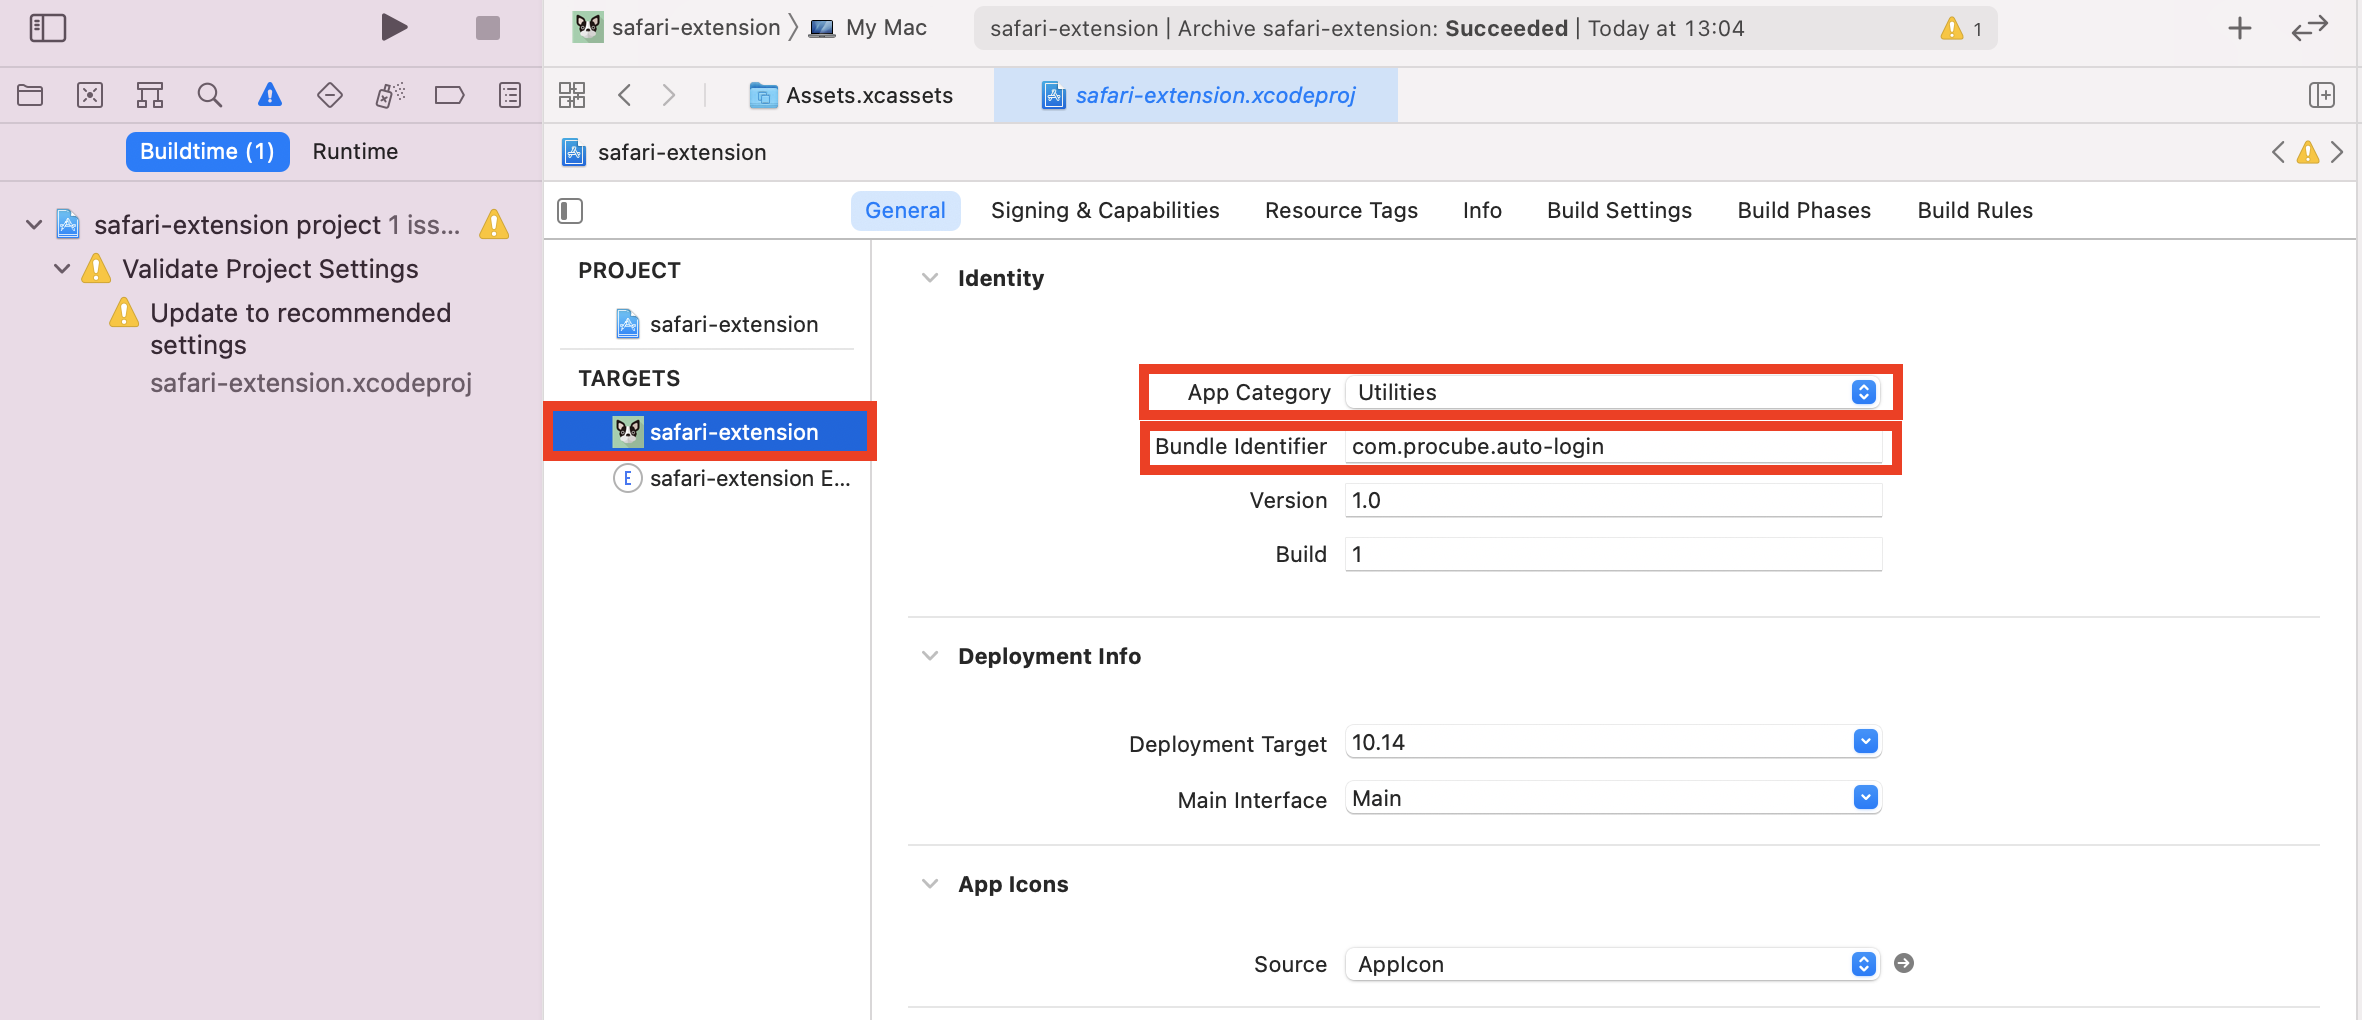 safari-extension 〉 My Mac
safari-extension | Archive safari-extension: Succeeded | Today at 13:04
1
Assets.xcassets
safari-extension.xcodeproj
Buildtime (1)
Runtime
safari-extension
safari-extension project 1 iss...
Validate Project Settings
Update to recommended
settings
safari-extension.xcodeproj
General
Signing & Capabilities
Resource Tags
Info
Build Settings
Build Phases
Build Rules
PROJECT
safari-extension
TARGETS
safari-extension
E safari-extension E...
Identity
App Category Utilities
Bundle Identifier com.procube.auto-login
Version 1.0
Build 1
Deployment Info
Deployment Target 10.14
Main Interface Main
App Icons
Source AppIcon